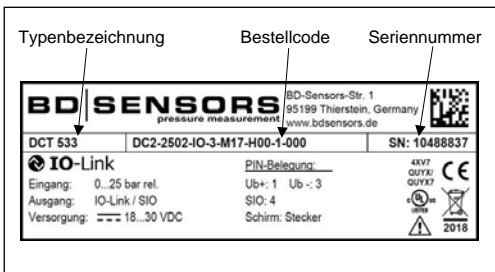 Typenbezeichnung Bestellcode Seriennummer
BD|SENSORS
pressure measurement
BD-Sensors-Str. 1
95199 Thierstein, Germany
www.bdsensors.de
DCT 533 DC2-2502-IO-3-M17-H00-1-000 SN: 10488837
IO-Link
Eingang: 0...25 bar rel.
Ausgang: IO-Link / SIO
Versorgung: 18...30 VDC
PIN-Belegung:
Ub+: 1 Ub -: 3
SIO: 4
Schirm: Stecker
4XV7
QUYX/
QUYX7
CE
c UL us
LISTED
2018